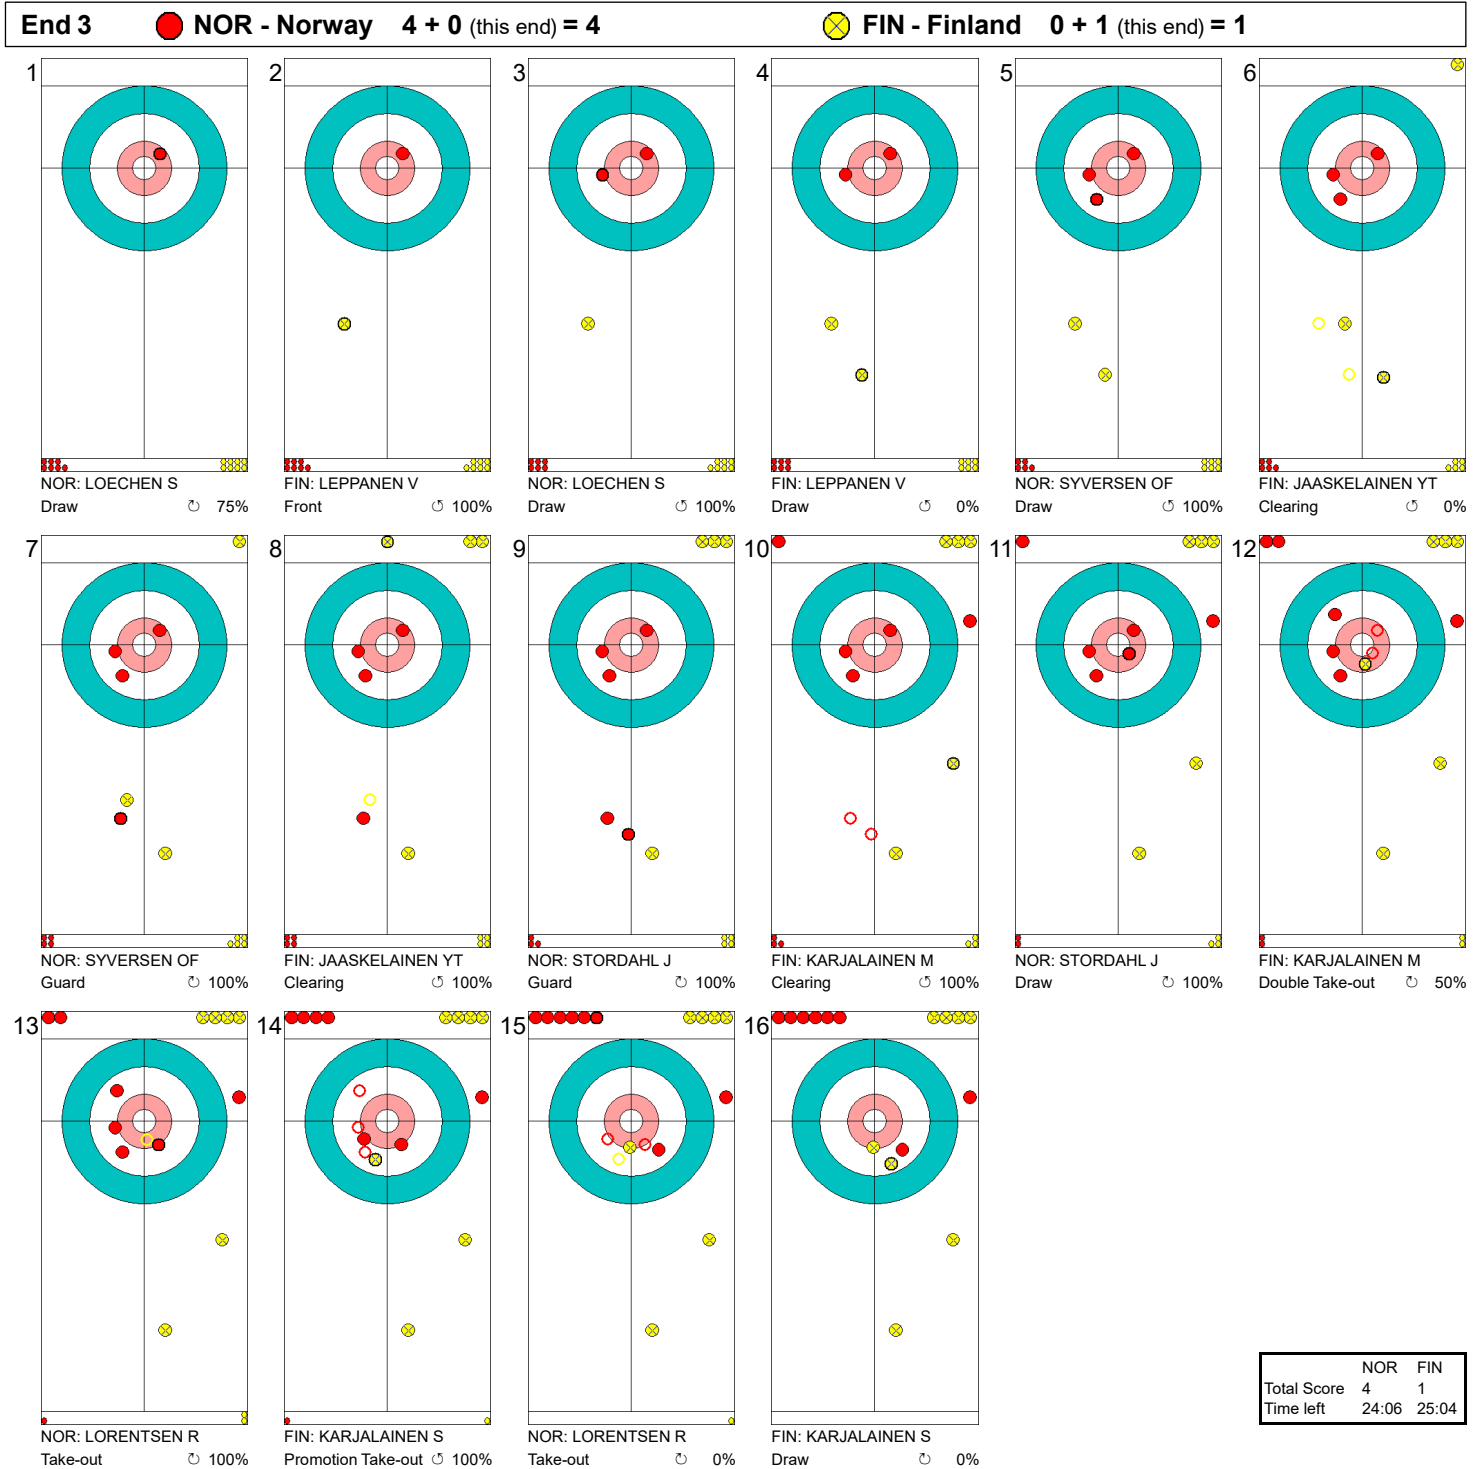 End 3 NOR - Norway 4 + 0 (this end) = 4 FIN - Finland 0 + 1 (this end) = 1
1 2 3 4 5 6
NOR: LOECHEN S FIN: LEPPANEN V NOR: LOECHEN S FIN: LEPPANEN V NOR: SYVERSEN OF FIN: JAASKELAINEN YT
Draw ↻ 75% Front ↺ 100% Draw ↺ 100% Draw ↻ 0% Draw ↺ 100% Clearing ↻ 0%
7 8 9 10 11 12
NOR: SYVERSEN OF FIN: JAASKELAINEN YT NOR: STORDAHL J FIN: KARJALAINEN M NOR: STORDAHL J FIN: KARJALAINEN M
Guard ↻ 100% Clearing ↺ 100% Guard ↻ 100% Clearing ↻ 100% Draw ↻ 100% Double Take-out ↻ 50%
13 14 15 16
NOR: LORENTSEN R FIN: KARJALAINEN S NOR: LORENTSEN R FIN: KARJALAINEN S
Take-out ↻ 100% Promotion Take-out ↺ 100% Take-out ↻ 0% Draw ↻ 0%
NOR FIN
Total Score 4 1
Time left 24:06 25:04